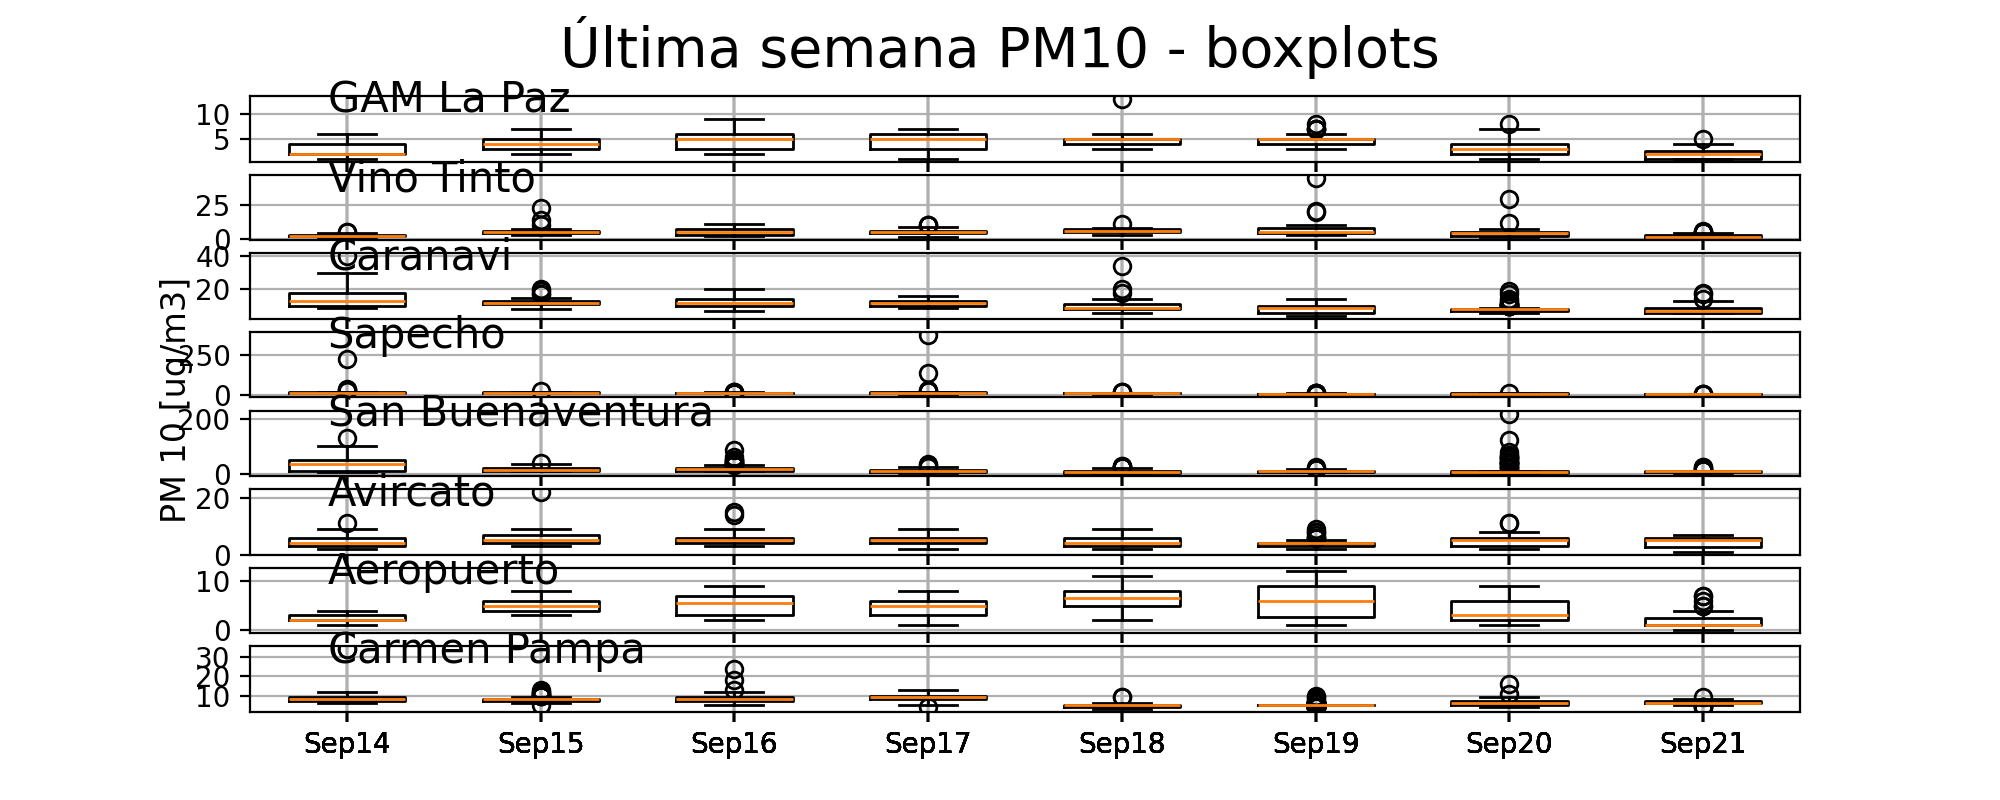 Última semana PM10 - boxplots
GAM La Paz
10
5
Vino Tinto
25
0
Caranavi
40
20
Sapecho
250
0
PM 10 [ug/m3]
San Buenaventura
200
0
Avircato
20
0
Aeropuerto
10
0
Carmen Pampa
30
20
10
Sep14 Sep15 Sep16 Sep17 Sep18 Sep19 Sep20 Sep21